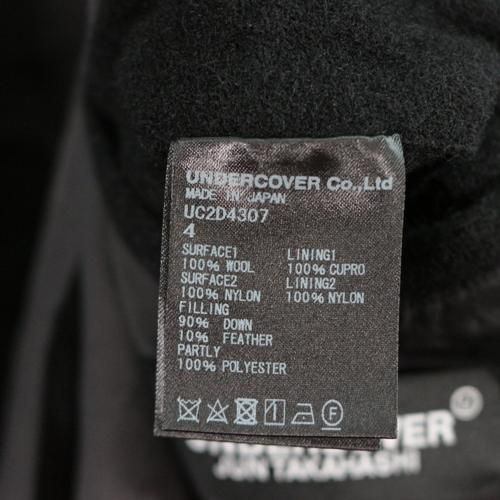 UNDERCOVER Co.,Ltd
MADE IN JAPAN
UC2D4307
4
SURFACE1 LINING1
100% WOOL 100% CUPRO
SURFACE2 LINING2
100% NYLON 100% NYLON
FILLING
90% DOWN
10% FEATHER
PARTLY
100% POLYESTER
F
UNDERCOVER
JUN TAKAHASHI